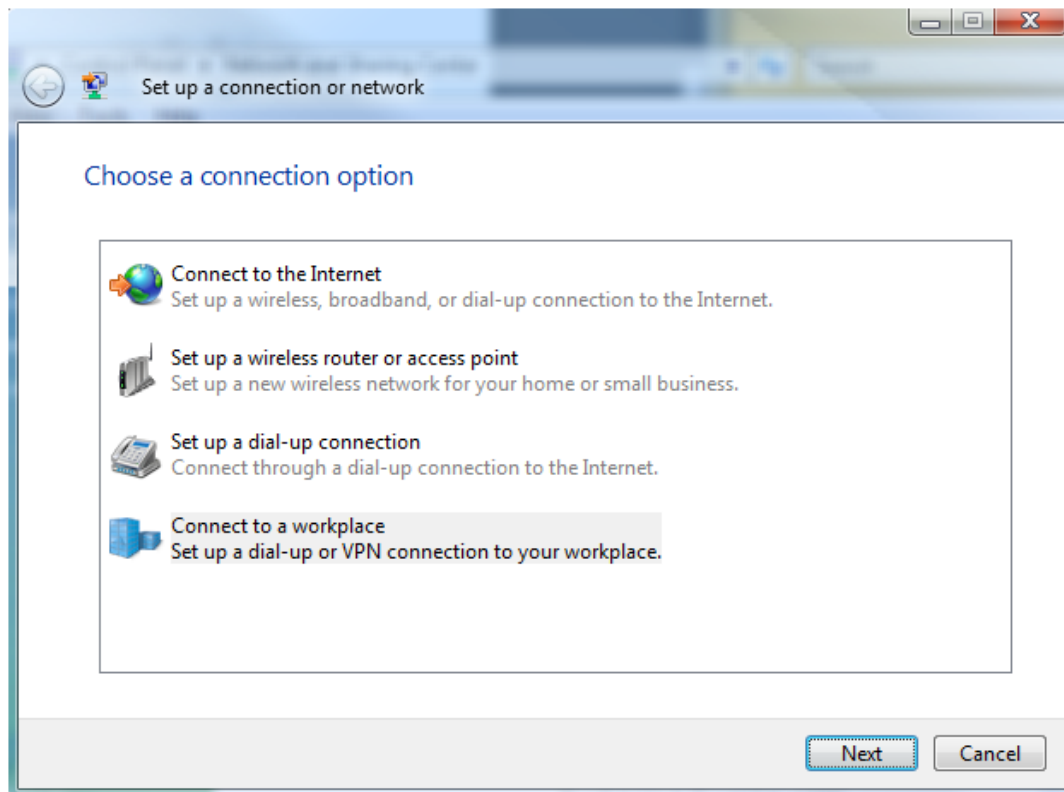 Set up a connection or network
Choose a connection option
Connect to the Internet
Set up a wireless, broadband, or dial-up connection to the Internet.
Set up a wireless router or access point
Set up a new wireless network for your home or small business.
Set up a dial-up connection
Connect through a dial-up connection to the Internet.
Connect to a workplace
Set up a dial-up or VPN connection to your workplace.
Next
Cancel